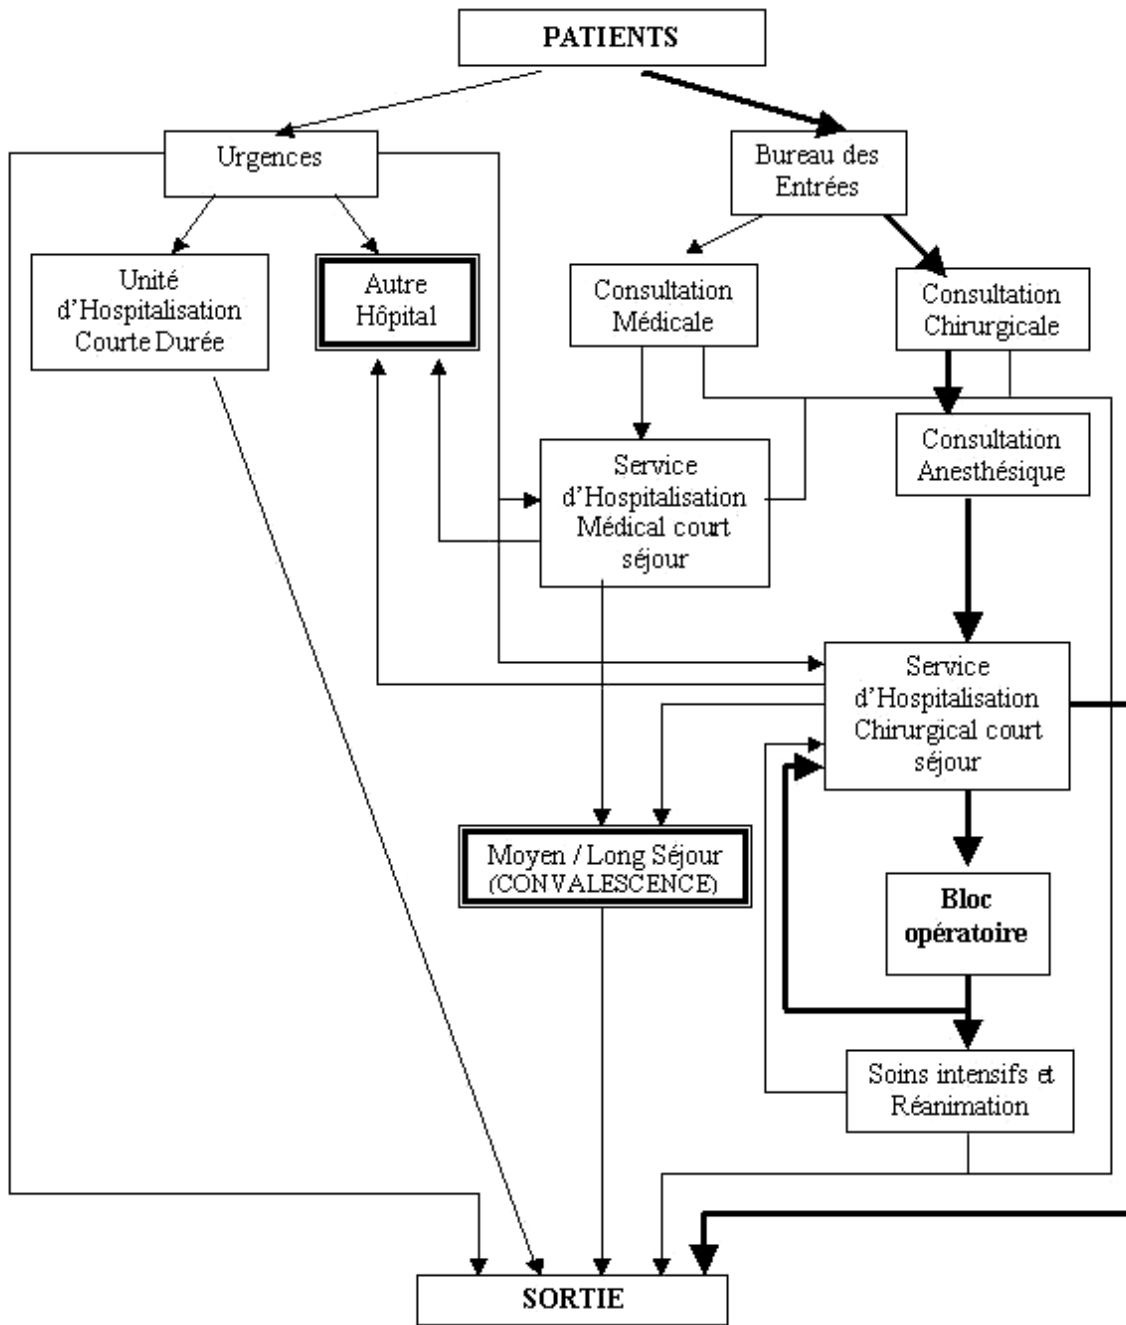 PATIENTS
Urgences
Bureau des
Entrées
Unité
d'Hospitalisation
Courte Durée
Autre
Hôpital
Consultation
Médicale
Consultation
Chirurgicale
Consultation
Anesthésique
Service
d'Hospitalisation
Médical court
séjour
Service
d'Hospitalisation
Chirurgical court
séjour
Moyen / Long Séjour
(CONVALESCENCE)
Bloc
opératoire
Soins intensifs et
Réanimation
SORTIE